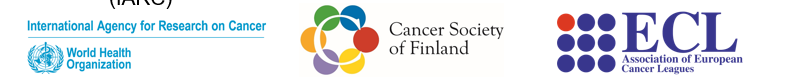 (IARC)
International Agency for Research on Cancer
World Health
Organization
Cancer Society
of Finland
ECL
Association of European
Cancer Leagues